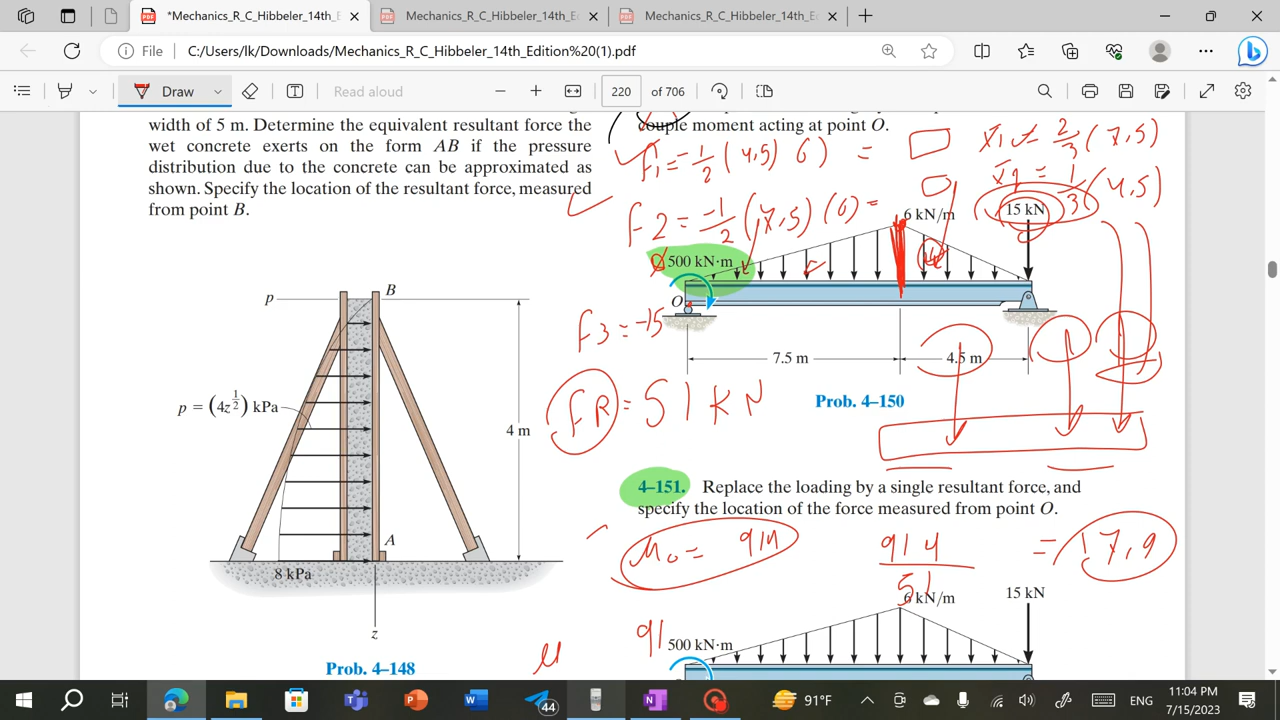 *Mechanics_R_C_Hibbeler_14th_E
Mechanics_R_C_Hibbeler_14th_Ed
Mechanics_R_C_Hibbeler_14th_Ed
File
C:/Users/lk/Downloads/Mechanics_R_C_Hibbeler_14th_Edition%20(1).pdf
Draw
Read aloud
220 of 706
width of 5 m. Determine the equivalent resultant force the
wet concrete exerts on the form AB if the pressure
distribution due to the concrete can be approximated as
shown. Specify the location of the resultant force, measured
from point B.
p
B
p = (4z^1/2) kPa
4 m
A
8 kPa
z
Prob. 4–148
couple moment acting at point O.
F1 = -1/2 (4,5) 6) =
x̄1 = 2/3 (7,5)
F2 = -1/2 (7,5) (6) =
1/3 (4,5)
6 kN/m
15 kN
500 kN·m
O
F3 = -15
7.5 m
4.5 m
FR = 51 KN
Prob. 4–150
4–151. Replace the loading by a single resultant force, and
specify the location of the force measured from point O.
Mo = 914
914
51
= 17,9
6 kN/m
15 kN
91
500 kN·m
M
44
91°F
ENG
11:04 PM
7/15/2023